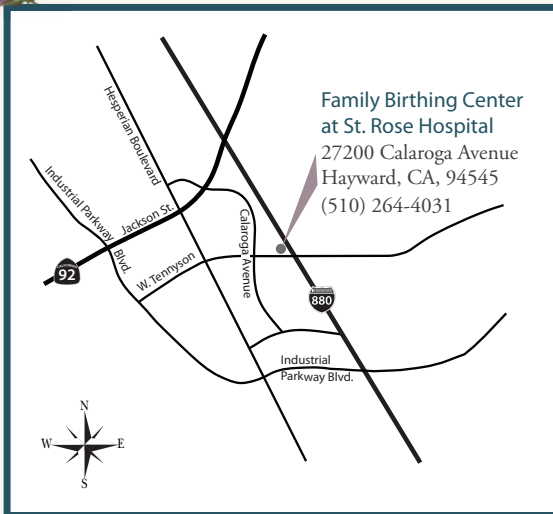 Family Birthing Center
at St. Rose Hospital
27200 Calaroga Avenue
Hayward, CA, 94545
(510) 264-4031
Hesperian Boulevard
Industrial Parkway
Blvd.
Jackson St.
Calaroga Avenue
W. Tennyson
92
880
Industrial
Parkway Blvd.
N
W
E
S